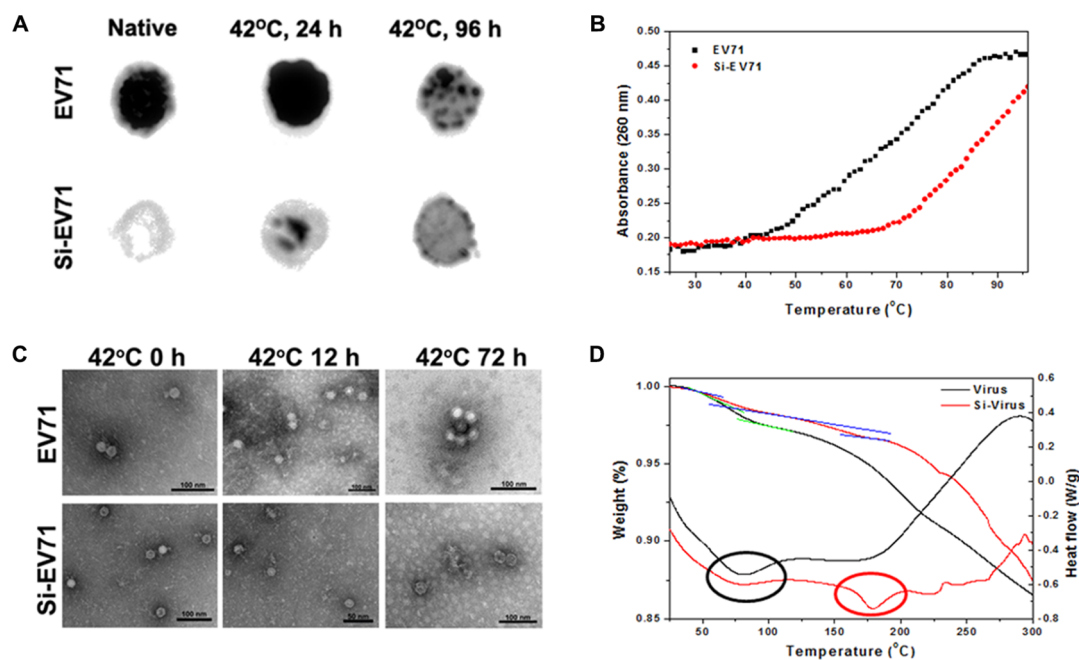 A
Native 42°C, 24 h 42°C, 96 h
EV71
Si-EV71
B
EV71
Si-EV71
Absorbance (260 nm)
0.50
0.45
0.40
0.35
0.30
0.25
0.20
0.15
30 40 50 60 70 80 90
Temperature (°C)
C
42°C 0 h 42°C 12 h 42°C 72 h
EV71
100 nm 100 nm 100 nm
Si-EV71
100 nm 50 nm 100 nm
D
Virus
Si-Virus
Weight (%)
1.00
0.95
0.90
0.85
Heat flow (W/g)
0.6
0.4
0.2
0.0
-0.2
-0.4
-0.6
-0.8
50 100 150 200 250 300
Temperature (°C)